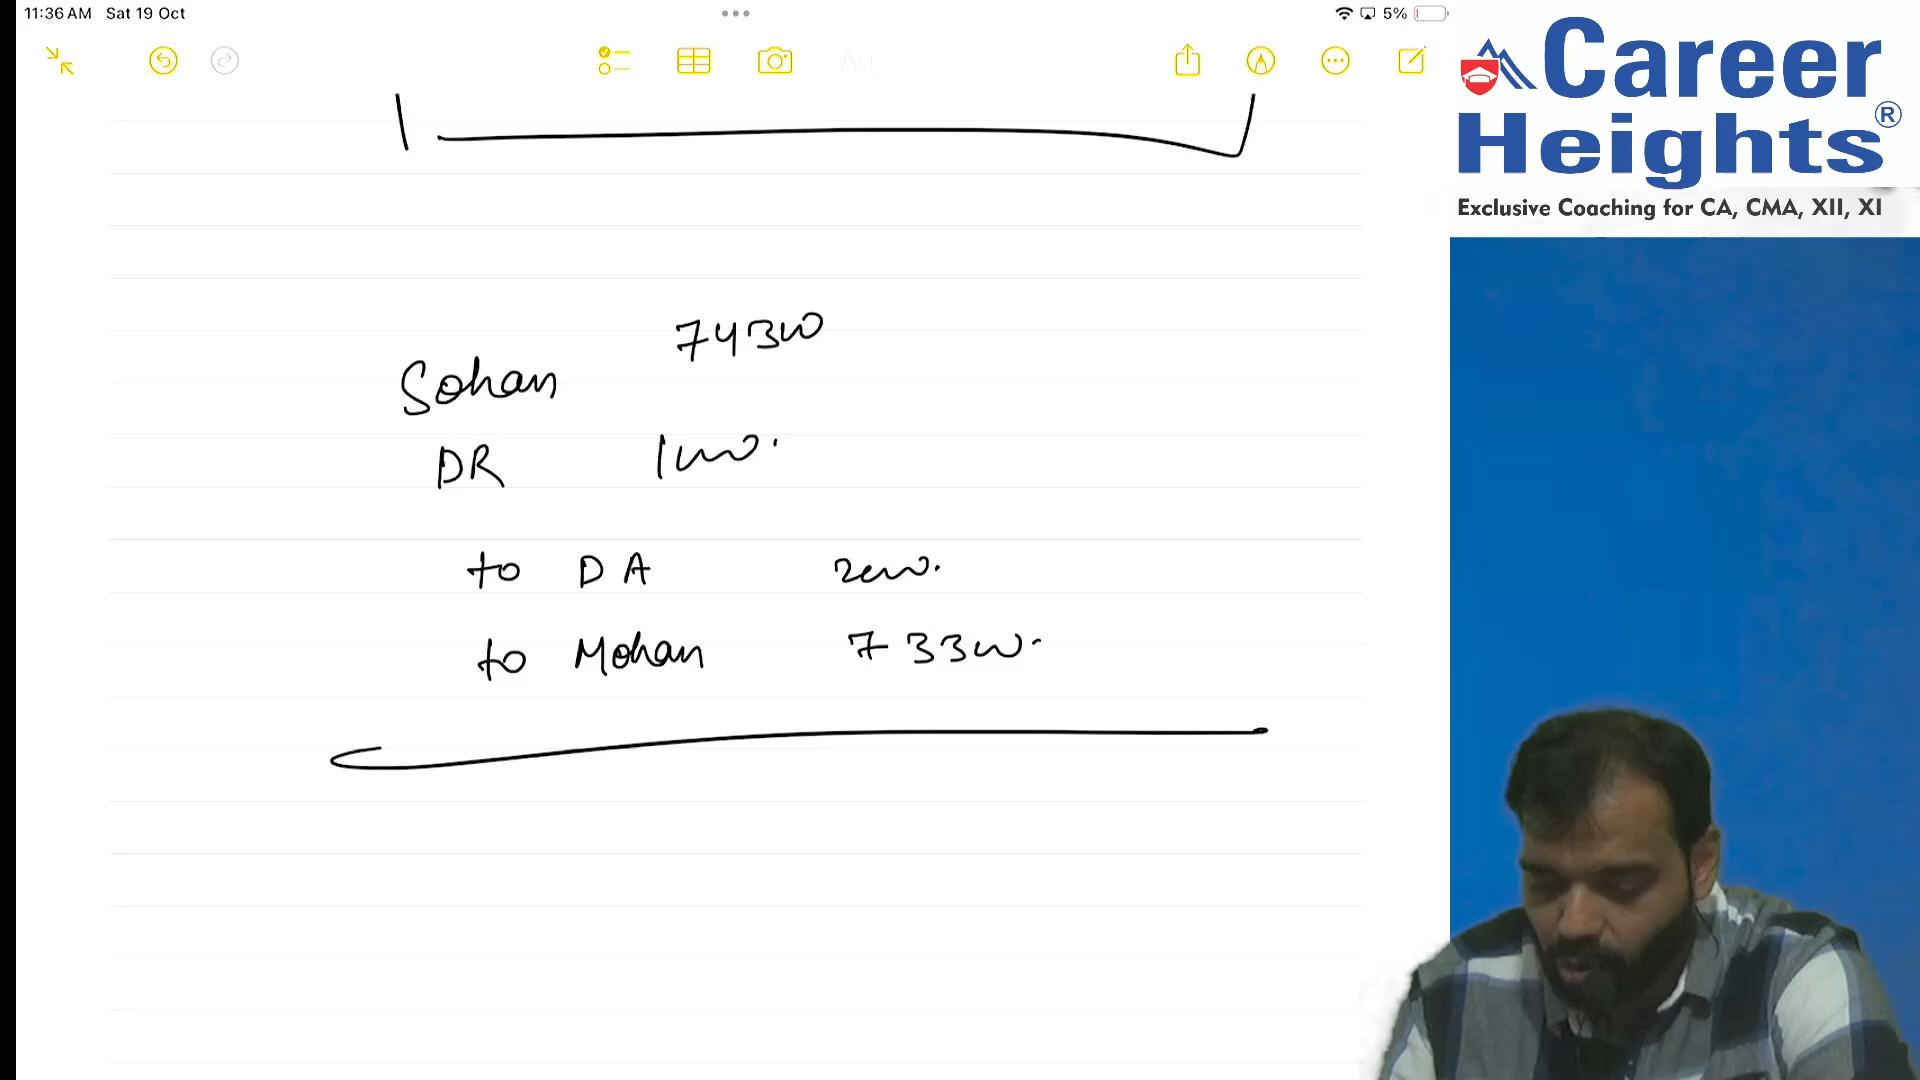 11:36 AM Sat 19 Oct
5%
Career
Heights®
Exclusive Coaching for CA, CMA, XII, XI
74300
Sohan
DR 1000.
to DA 2000.
to Mohan 73300.